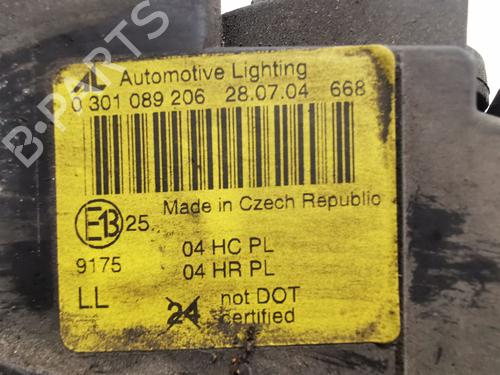 B-PARTS
AL Automotive Lighting
0 301 089 206 28.07.04 668
Made in Czech Republic
E13 25.
9175 04 HC PL
04 HR PL
LL 24 not DOT
certified